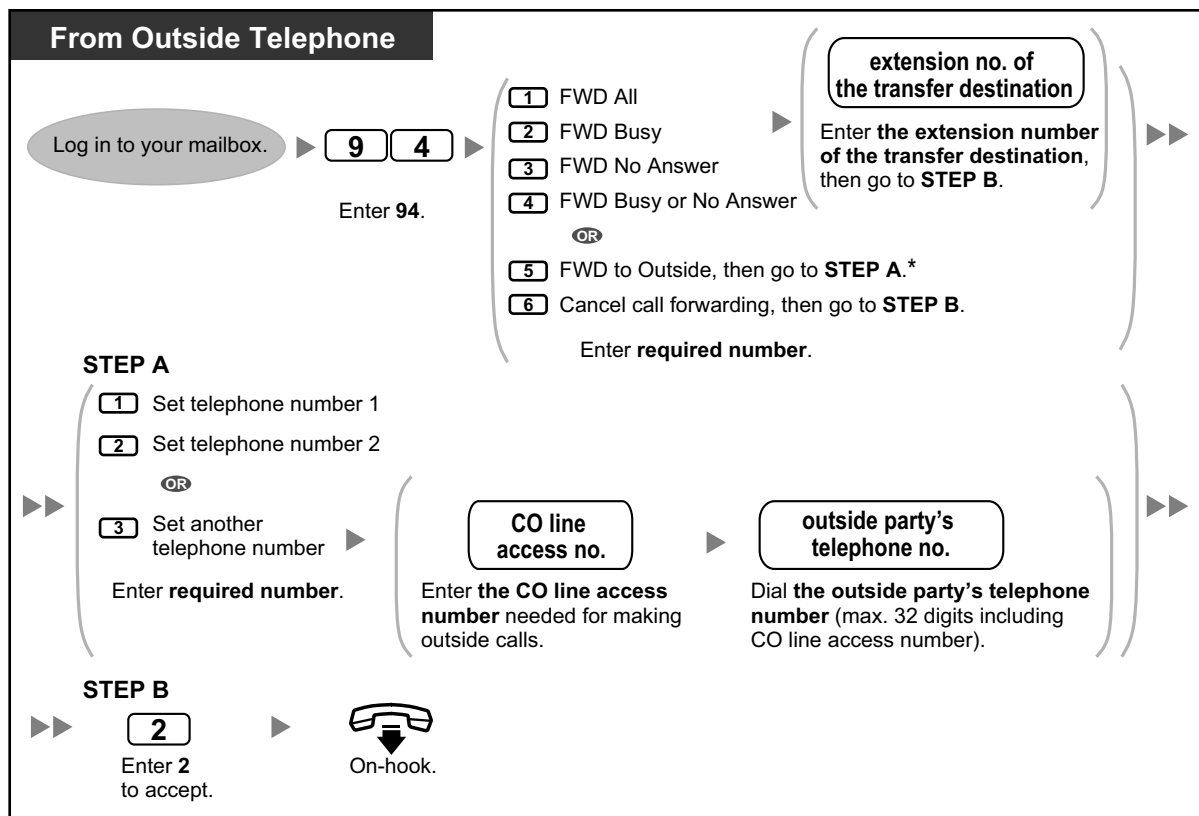 From Outside Telephone
Log in to your mailbox.
9 4
Enter 94.
1 FWD All
2 FWD Busy
3 FWD No Answer
4 FWD Busy or No Answer
OR
5 FWD to Outside, then go to STEP A.*
6 Cancel call forwarding, then go to STEP B.
Enter required number.
extension no. of
the transfer destination
Enter the extension number
of the transfer destination,
then go to STEP B.
STEP A
1 Set telephone number 1
2 Set telephone number 2
OR
3 Set another
telephone number
Enter required number.
CO line
access no.
Enter the CO line access
number needed for making
outside calls.
outside party's
telephone no.
Dial the outside party's telephone
number (max. 32 digits including
CO line access number).
STEP B
2
Enter 2
to accept.
On-hook.